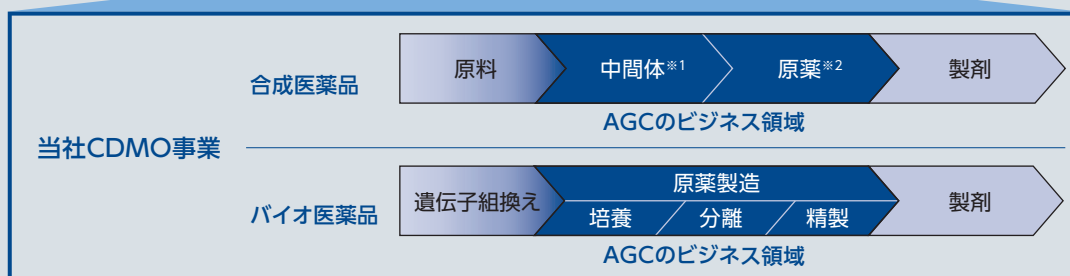 合成医薬品
原料
中間体※1
原薬※2
製剤
AGCのビジネス領域
当社CDMO事業
バイオ医薬品
遺伝子組換え
原薬製造
培養
分離
精製
製剤
AGCのビジネス領域